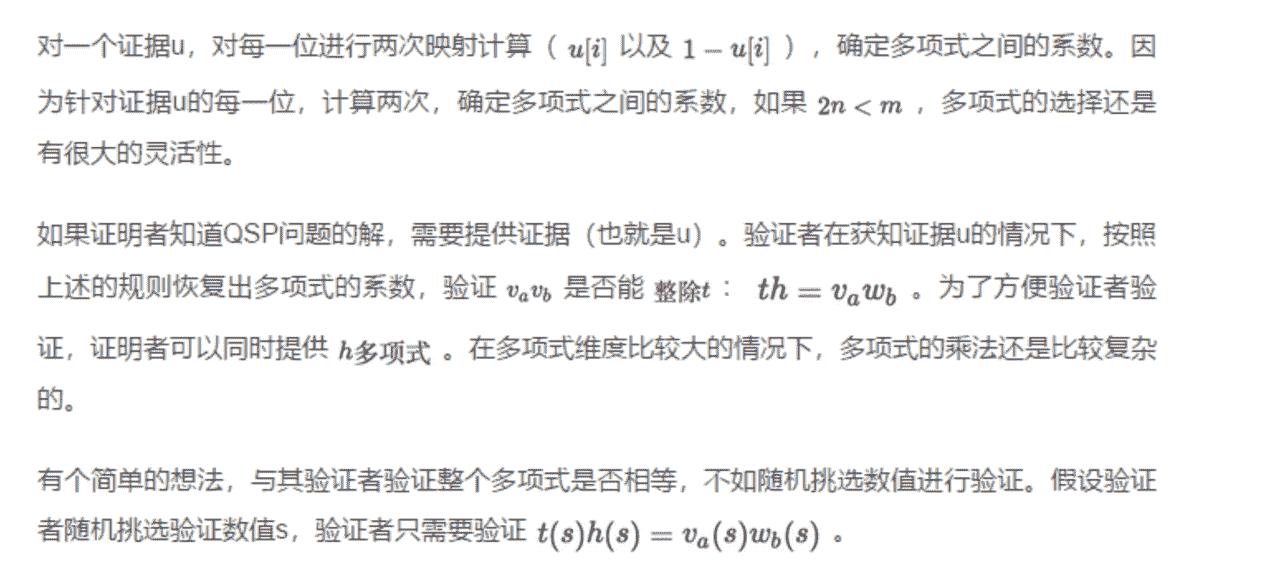 对一个证据u，对每一位进行两次映射计算（ u[i] 以及 1 − u[i] ），确定多项式之间的系数。因
为针对证据u的每一位，计算两次，确定多项式之间的系数，如果 2n < m ，多项式的选择还是
有很大的灵活性。
如果证明者知道QSP问题的解，需要提供证据（也就是u）。验证者在获知证据u的情况下，按照
上述的规则恢复出多项式的系数，验证 vₐv_b 是否能 整除t ： th = vₐw_b 。为了方便验证者验
证，证明者可以同时提供 h多项式 。在多项式维度比较大的情况下，多项式的乘法还是比较复杂
的。
有个简单的想法，与其验证者验证整个多项式是否相等，不如随机挑选数值进行验证。假设验证
者随机挑选验证数值s，验证者只需要验证 t(s)h(s) = vₐ(s)w_b(s) 。